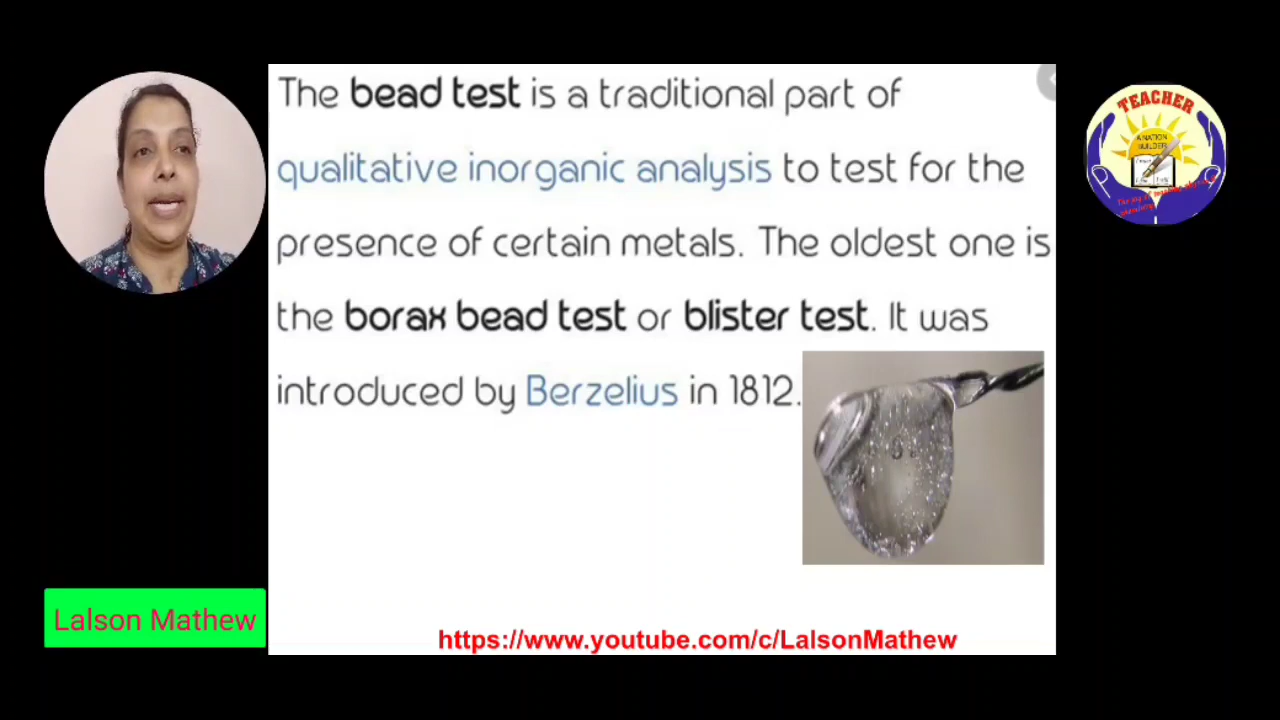 The bead test is a traditional part of
qualitative inorganic analysis to test for the
presence of certain metals. The oldest one is
the borax bead test or blister test. It was
introduced by Berzelius in 1812.
TEACHER
A NATION
BUILDER
Lalson Mathew
https://www.youtube.com/c/LalsonMathew